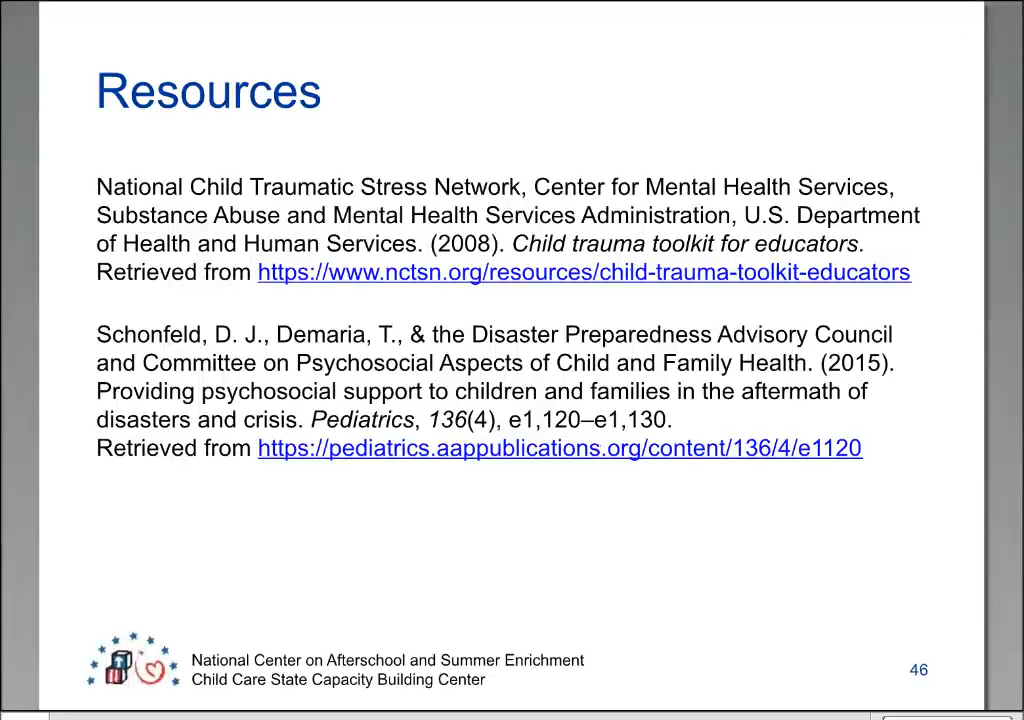 Resources
National Child Traumatic Stress Network, Center for Mental Health Services,
Substance Abuse and Mental Health Services Administration, U.S. Department
of Health and Human Services. (2008). Child trauma toolkit for educators.
Retrieved from https://www.nctsn.org/resources/child-trauma-toolkit-educators
Schonfeld, D. J., Demaria, T., & the Disaster Preparedness Advisory Council
and Committee on Psychosocial Aspects of Child and Family Health. (2015).
Providing psychosocial support to children and families in the aftermath of
disasters and crisis. Pediatrics, 136(4), e1,120–e1,130.
Retrieved from https://pediatrics.aappublications.org/content/136/4/e1120
National Center on Afterschool and Summer Enrichment
Child Care State Capacity Building Center
46